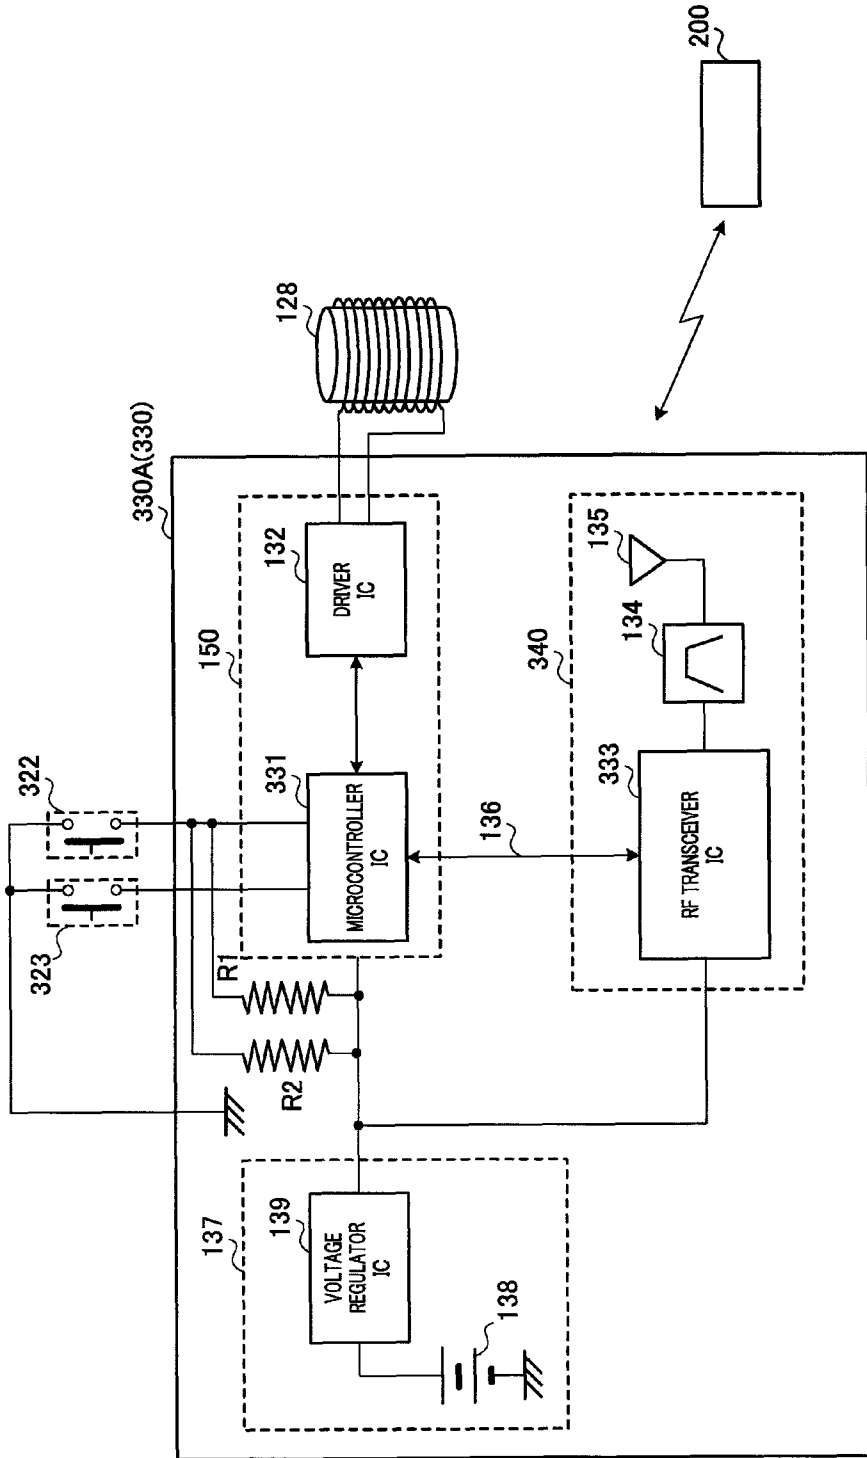 330A(330)
200
128
322
323
150
331
MICROCONTROLLER
IC
132
DRIVER
IC
R1
R2
136
340
135
134
333
RF TRANSCEIVER
IC
137
139
VOLTAGE
REGULATOR
IC
138